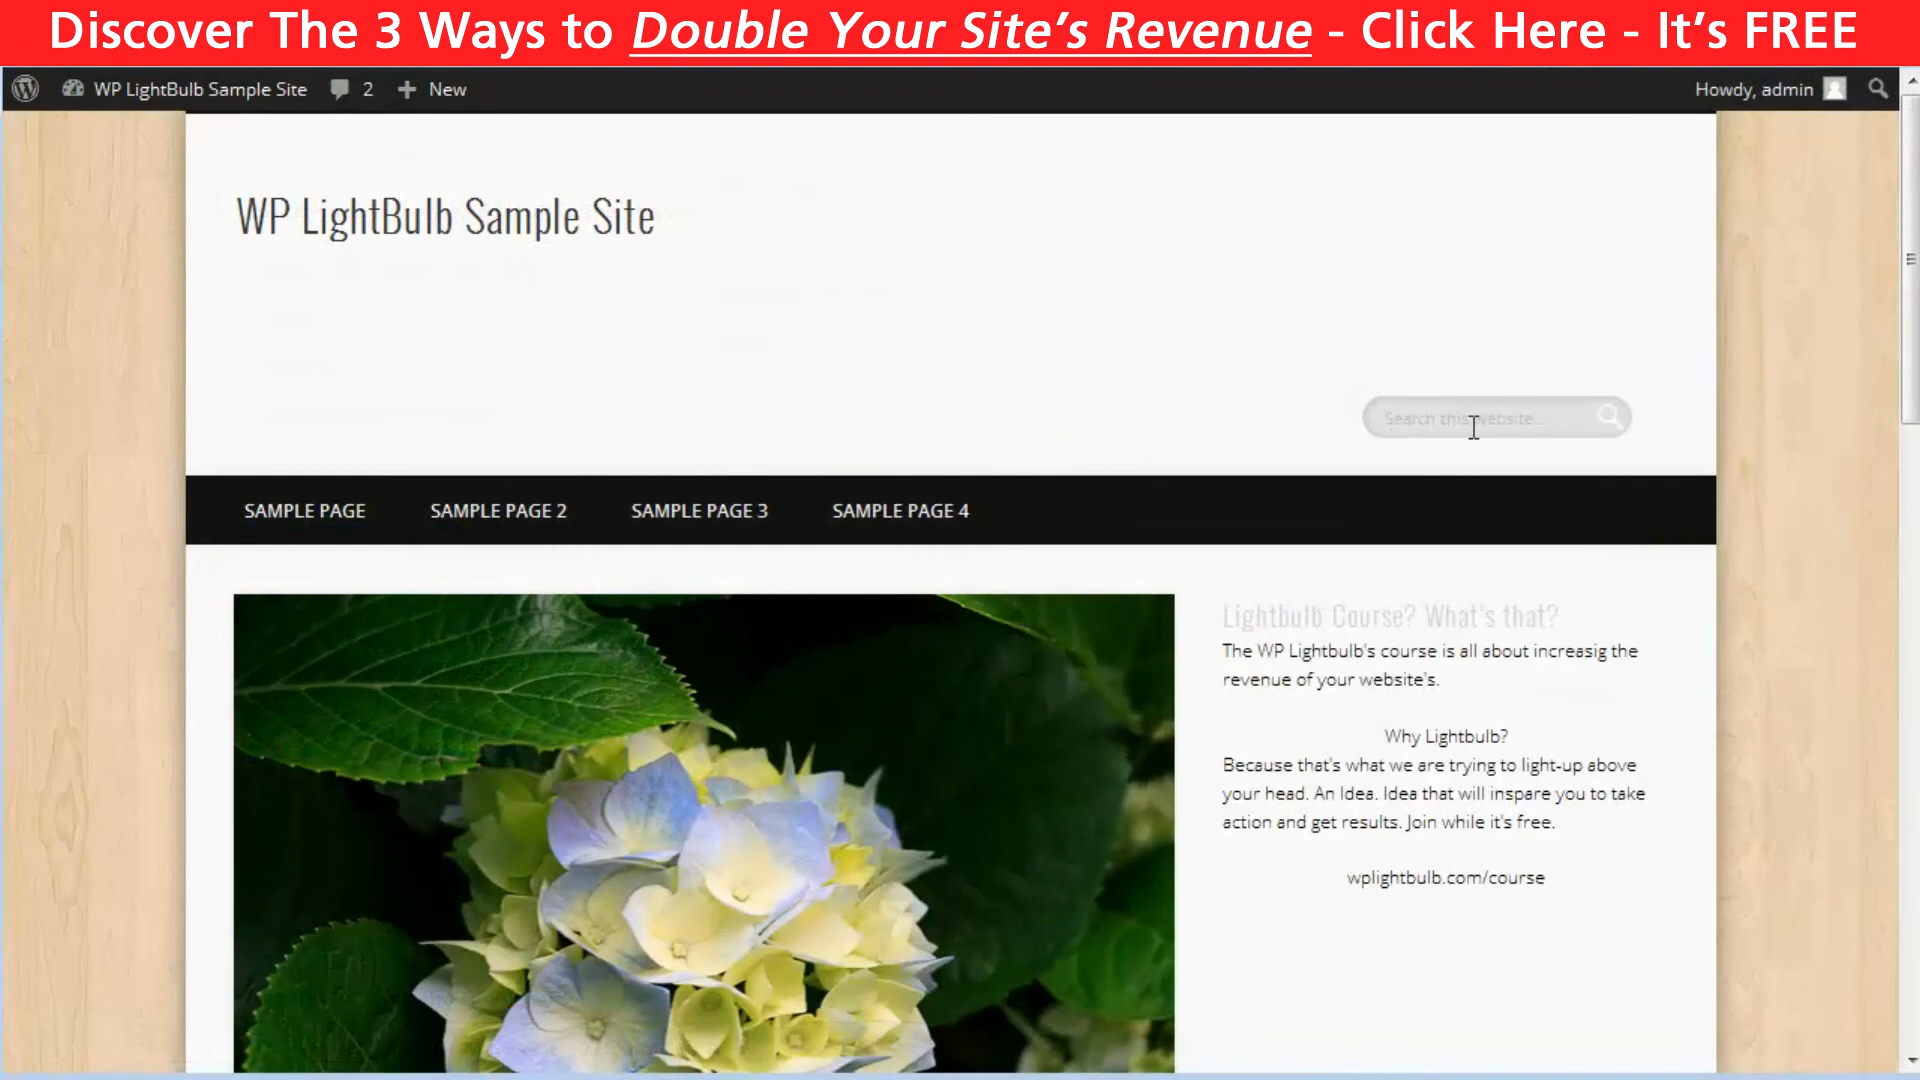 Discover The 3 Ways to Double Your Site's Revenue - Click Here - It's FREE
WP LightBulb Sample Site 2 New Howdy, admin
WP LightBulb Sample Site
Search this website...
SAMPLE PAGE SAMPLE PAGE 2 SAMPLE PAGE 3 SAMPLE PAGE 4
Lightbulb Course? What's that?
The WP Lightbulb's course is all about increasig the
revenue of your website's.
Why Lightbulb?
Because that's what we are trying to light-up above
your head. An Idea. Idea that will inspare you to take
action and get results. Join while it's free.
wplightbulb.com/course